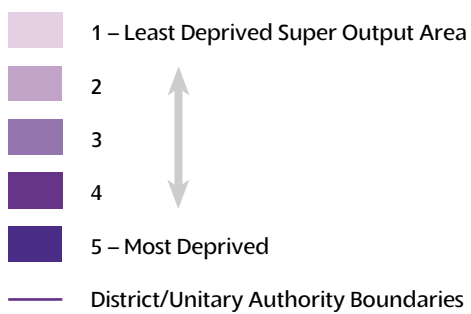 1 – Least Deprived Super Output Area
2
3
4
5 – Most Deprived
District/Unitary Authority Boundaries